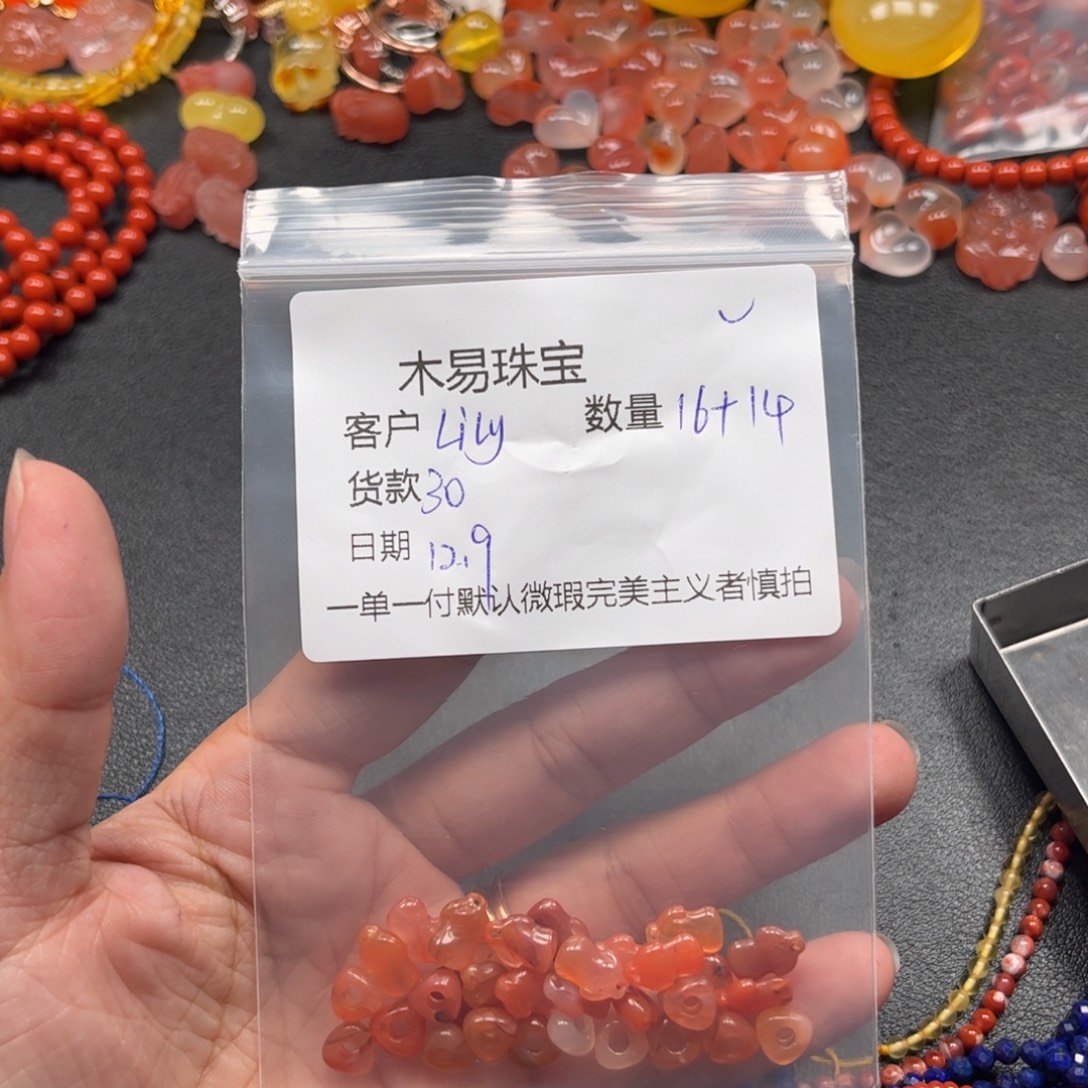 木易珠宝
客户 Lily 数量 16+14
货款 30
日期 12.9
一单一付默认微瑕完美主义者慎拍